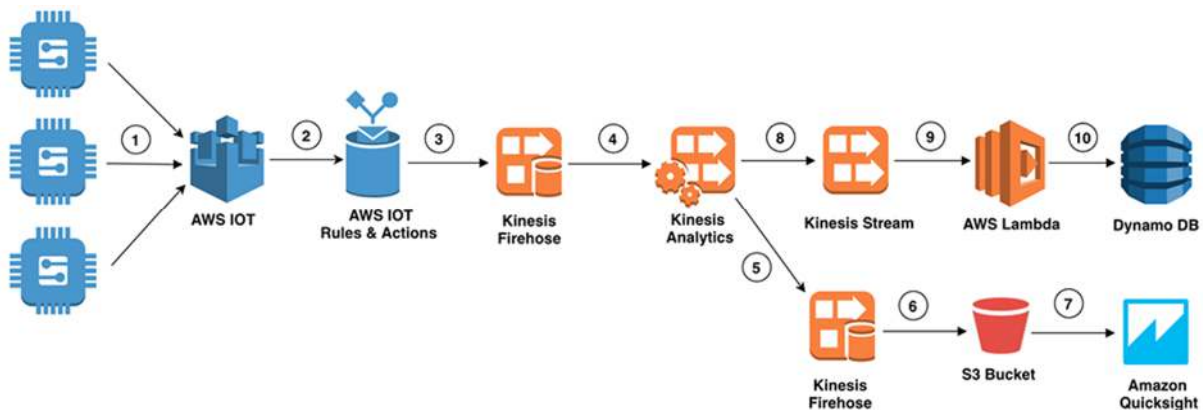 1
2
3
4
8
9
10
AWS IOT
AWS IOT
Rules & Actions
Kinesis
Firehose
Kinesis
Analytics
Kinesis Stream
AWS Lambda
Dynamo DB
5
6
7
Kinesis
Firehose
S3 Bucket
Amazon
Quicksight